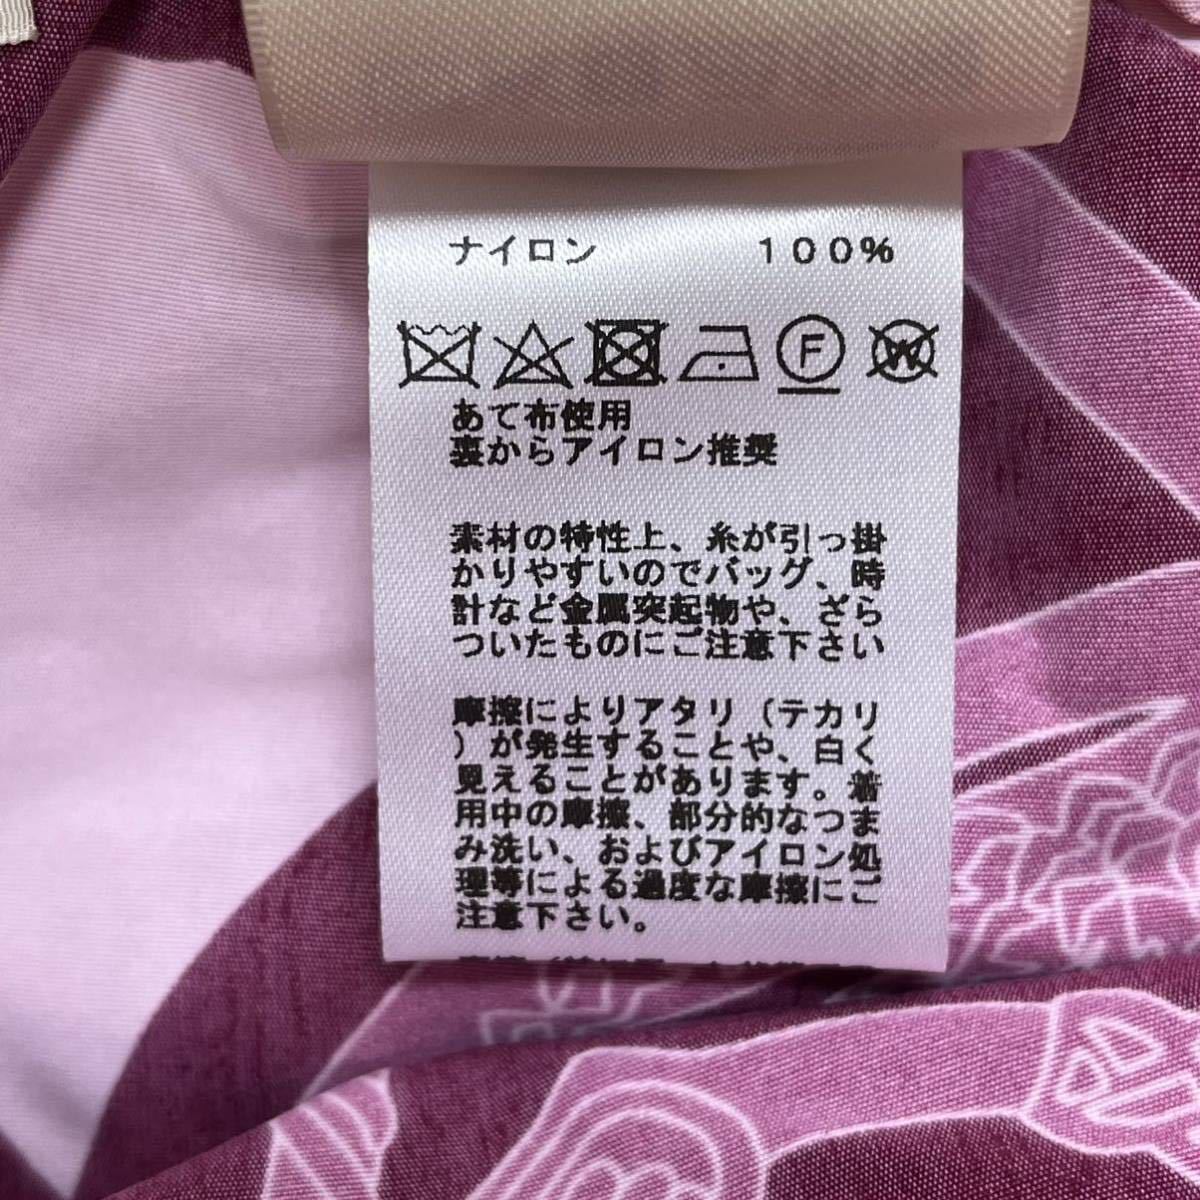 ナイロン 100%
F W
あて布使用
裏からアイロン推奨
素材の特性上、糸が引っ掛
かりやすいのでバッグ、時
計など金属突起物や、ざら
ついたものにご注意下さい
摩擦によりアタリ（テカリ
）が発生することや、白く
見えることがあります。着
用中の摩擦、部分的なつま
み洗い、およびアイロン処
理等による過度な摩擦にご
注意下さい。